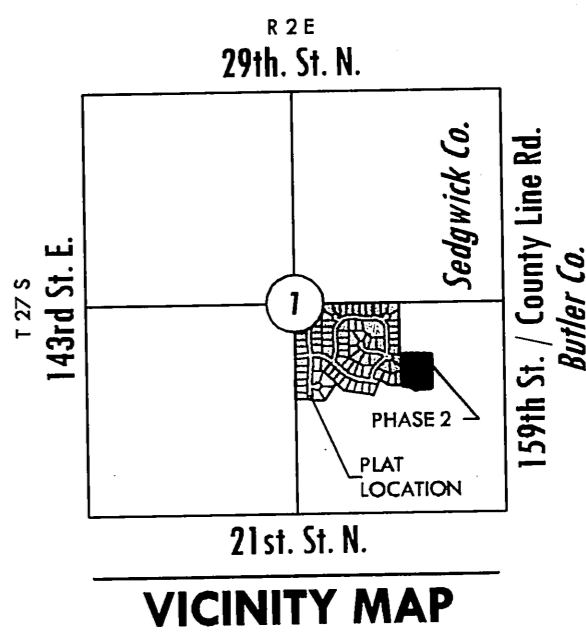 R 2 E
29th. St. N.
Sedgwick Co.
159th St. / County Line Rd.
Butler Co.
T 27 S
143rd St. E.
1
PHASE 2
PLAT
LOCATION
21st. St. N.
VICINITY MAP